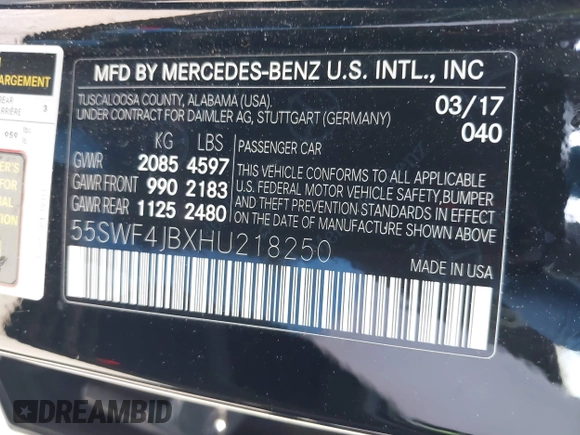 MFD BY MERCEDES-BENZ U.S. INTL., INC
TUSCALOOSA COUNTY, ALABAMA (USA).
UNDER CONTRACT FOR DAIMLER AG, STUTTGART (GERMANY)
03/17
040
KG LBS
GVWR 2085 4597
GAWR FRONT 990 2183
GAWR REAR 1125 2480
PASSENGER CAR
THIS VEHICLE CONFORMS TO ALL APPLICABLE
U.S. FEDERAL MOTOR VEHICLE SAFETY,BUMPER
AND THEFT PREVENTION STANDARDS IN EFFECT
ON THE DATE OF MANUFACTURE SHOWN ABOVE.
55SWF4JBXHU218250
MADE IN USA
ARGEMENT
REAR
3
DREAMBID